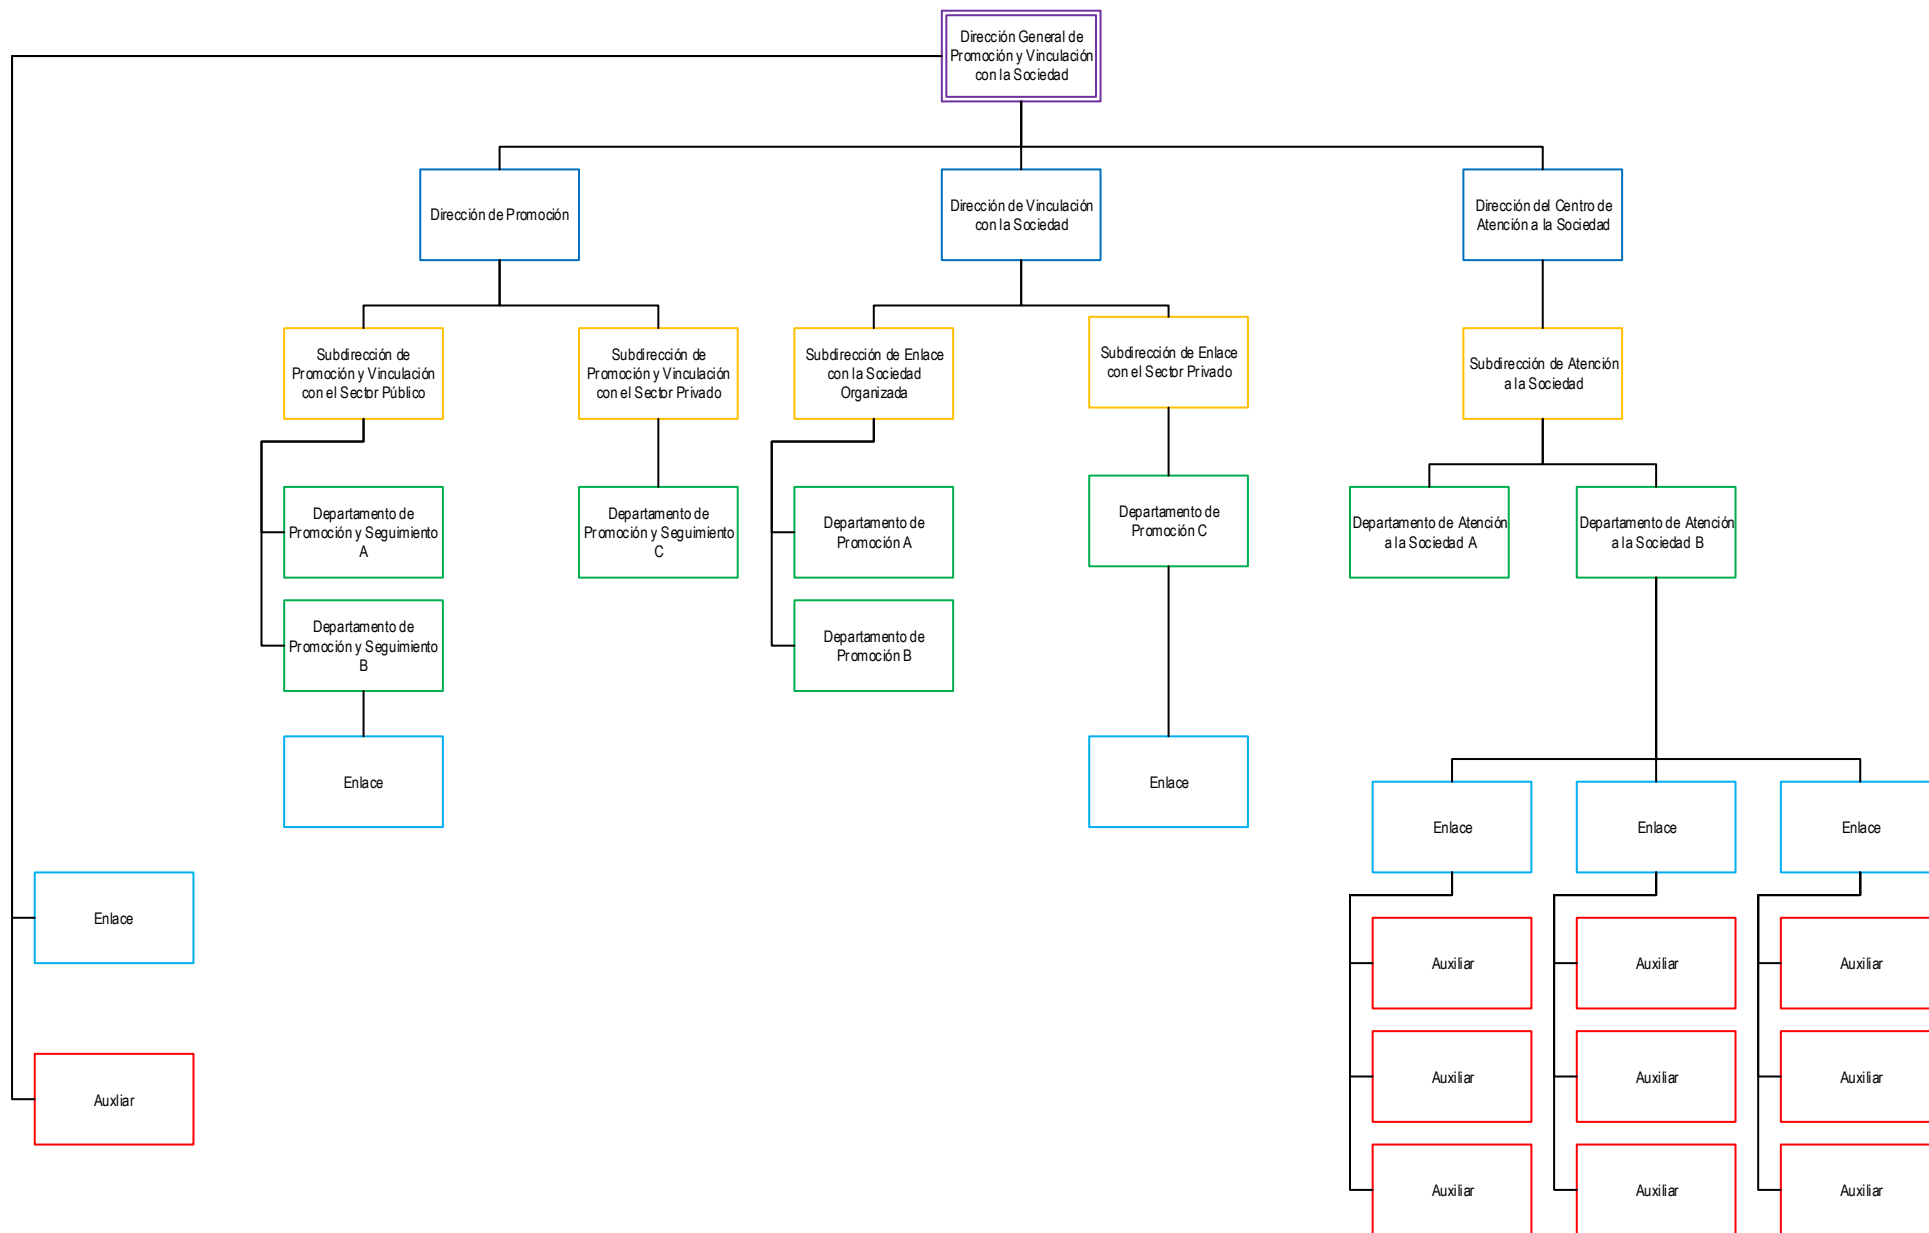 Dirección General de
Promoción y Vinculación
con la Sociedad
Dirección de Promoción
Dirección de Vinculación
con la Sociedad
Dirección del Centro de
Atención a la Sociedad
Subdirección de
Promoción y Vinculación
con el Sector Público
Subdirección de
Promoción y Vinculación
con el Sector Privado
Subdirección de Enlace
con la Sociedad
Organizada
Subdirección de Enlace
con el Sector Privado
Subdirección de Atención
a la Sociedad
Departamento de
Promoción y Seguimiento
A
Departamento de
Promoción y Seguimiento
C
Departamento de
Promoción A
Departamento de
Promoción C
Departamento de Atención
a la Sociedad A
Departamento de Atención
a la Sociedad B
Departamento de
Promoción y Seguimiento
B
Departamento de
Promoción B
Enlace
Enlace
Enlace
Enlace
Enlace
Enlace
Auxiliar
Auxiliar
Auxiliar
Auxliar
Auxiliar
Auxiliar
Auxiliar
Auxiliar
Auxiliar
Auxiliar